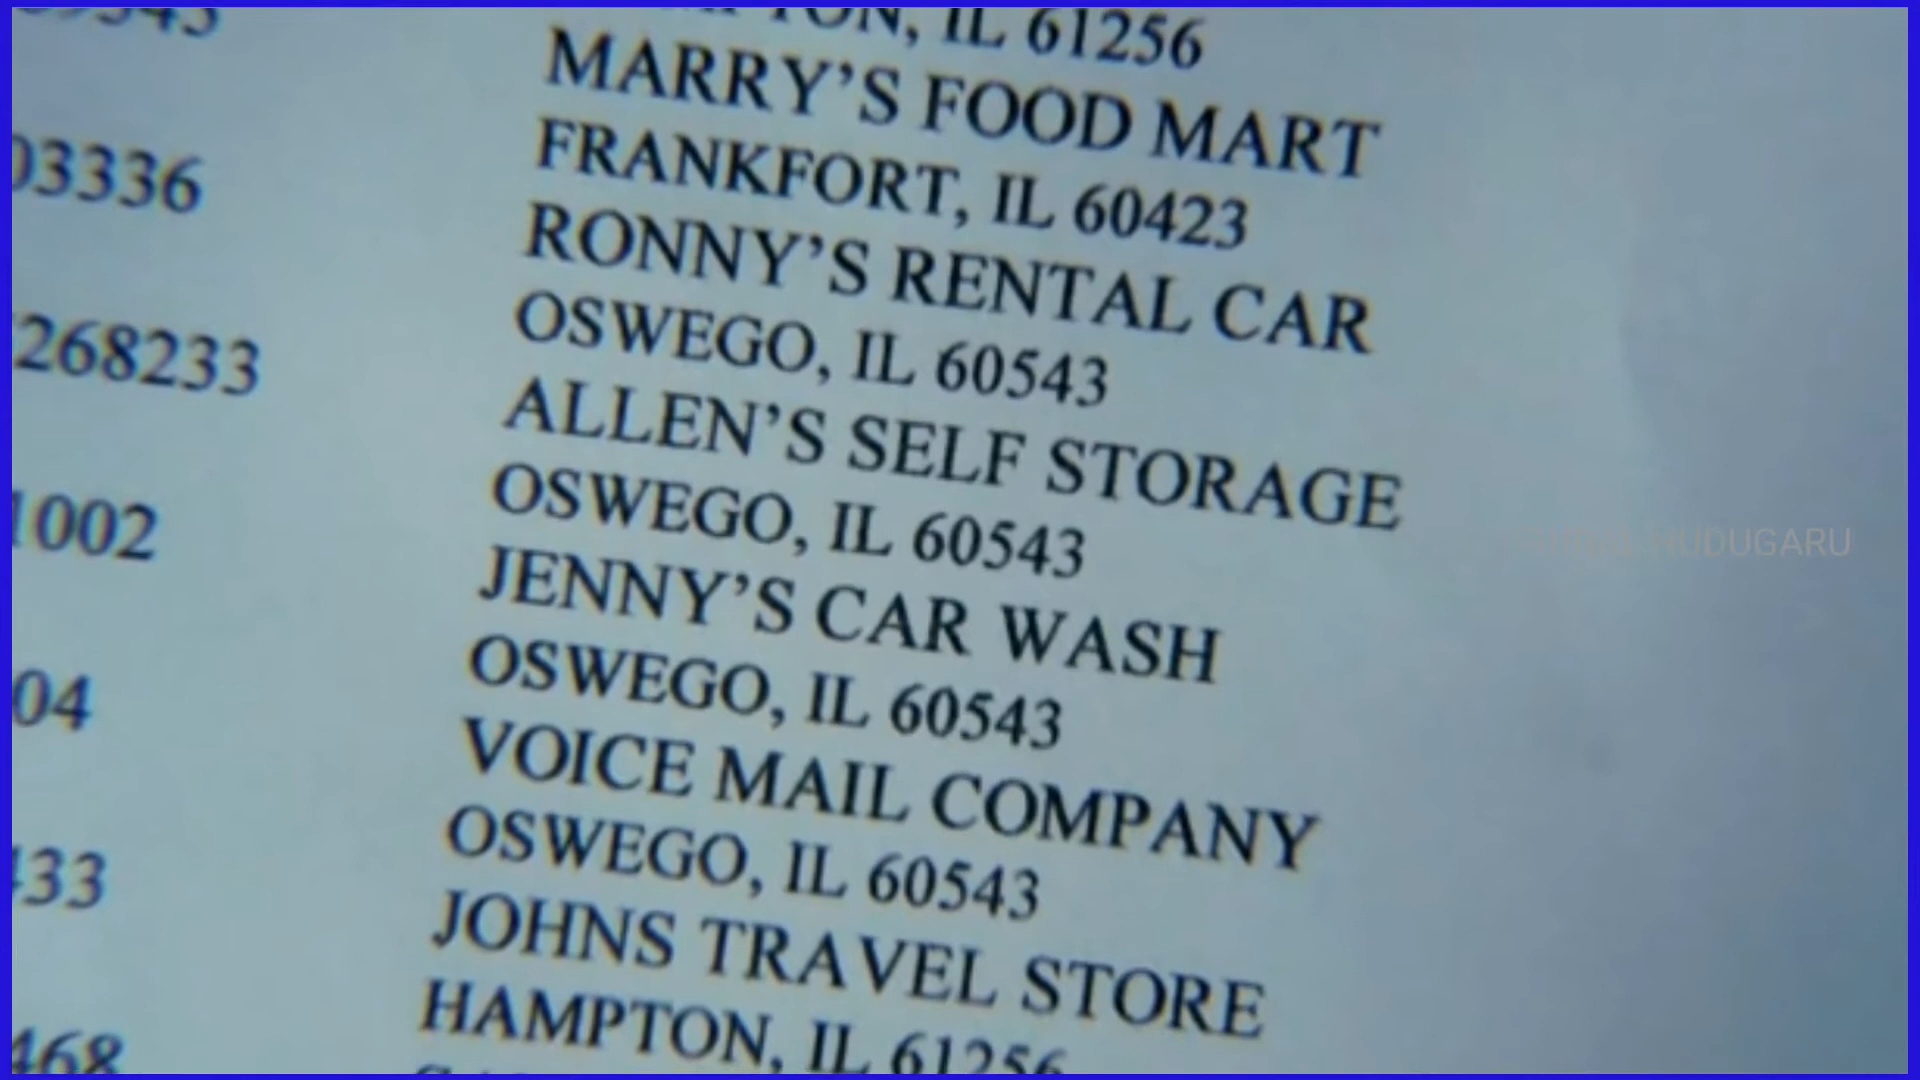 IL 61256
MARRY'S FOOD MART
03336
FRANKFORT, IL 60423
RONNY'S RENTAL CAR
268233
OSWEGO, IL 60543
ALLEN'S SELF STORAGE
1002
OSWEGO, IL 60543
HUDUGARU
JENNY'S CAR WASH
04
OSWEGO, IL 60543
VOICE MAIL COMPANY
33
OSWEGO, IL 60543
JOHNS TRAVEL STORE
468
HAMPTON, IL 61256